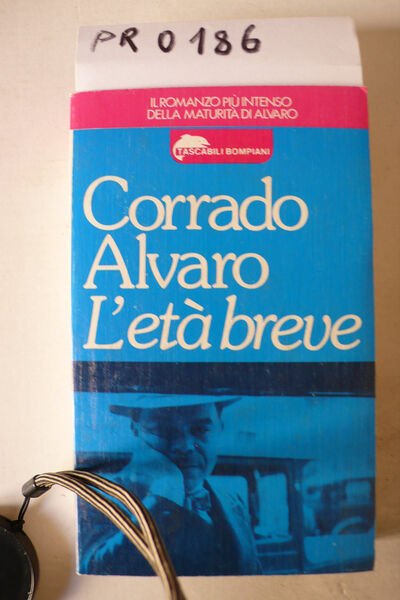 PR 0186
IL ROMANZO PIÙ INTENSO
DELLA MATURITÀ DI ALVARO
TASCABILI BOMPIANI
Corrado
Alvaro
L'età breve